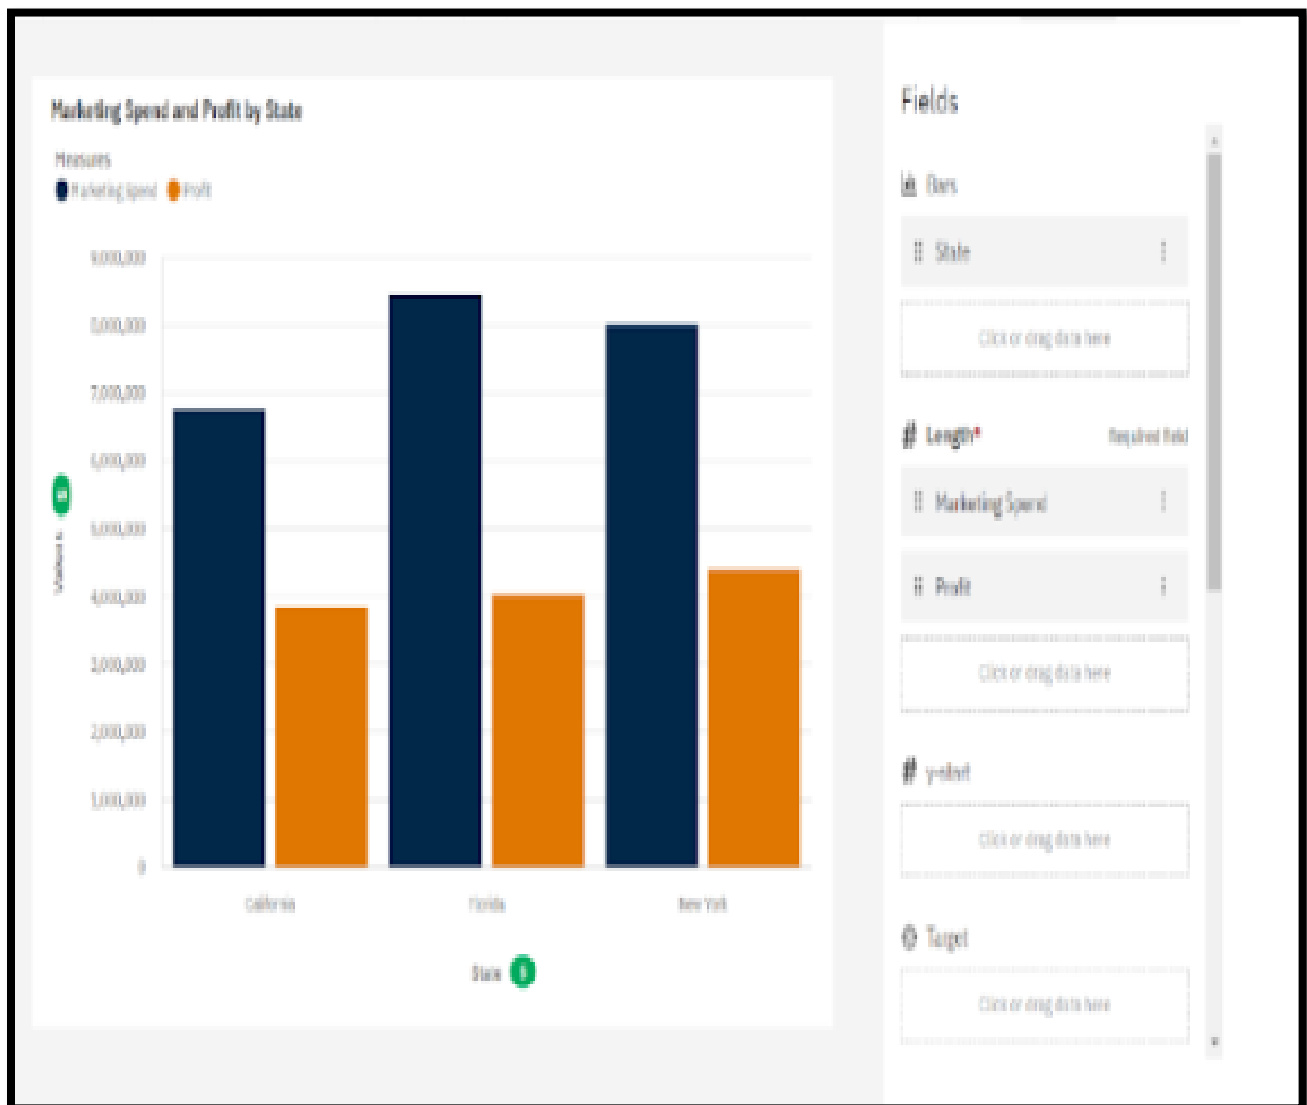 Marketing Spend and Profit by State
Measures
Marketing Spend Profit
9,000,000
8,000,000
7,000,000
6,000,000
5,000,000
4,000,000
3,000,000
2,000,000
1,000,000
0
California Florida New York
State
Fields
Bars
State
Click or drag data here
# Length* Required field
Marketing Spend
Profit
Click or drag data here
# y-start
Click or drag data here
Target
Click or drag data here